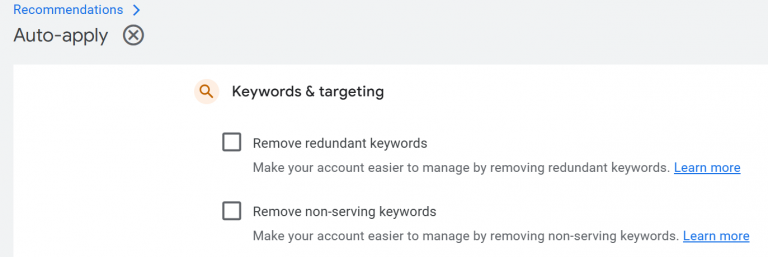 Recommendations
Auto-apply
Keywords & targeting
Remove redundant keywords
Make your account easier to manage by removing redundant keywords. Learn more
Remove non-serving keywords
Make your account easier to manage by removing non-serving keywords. Learn more